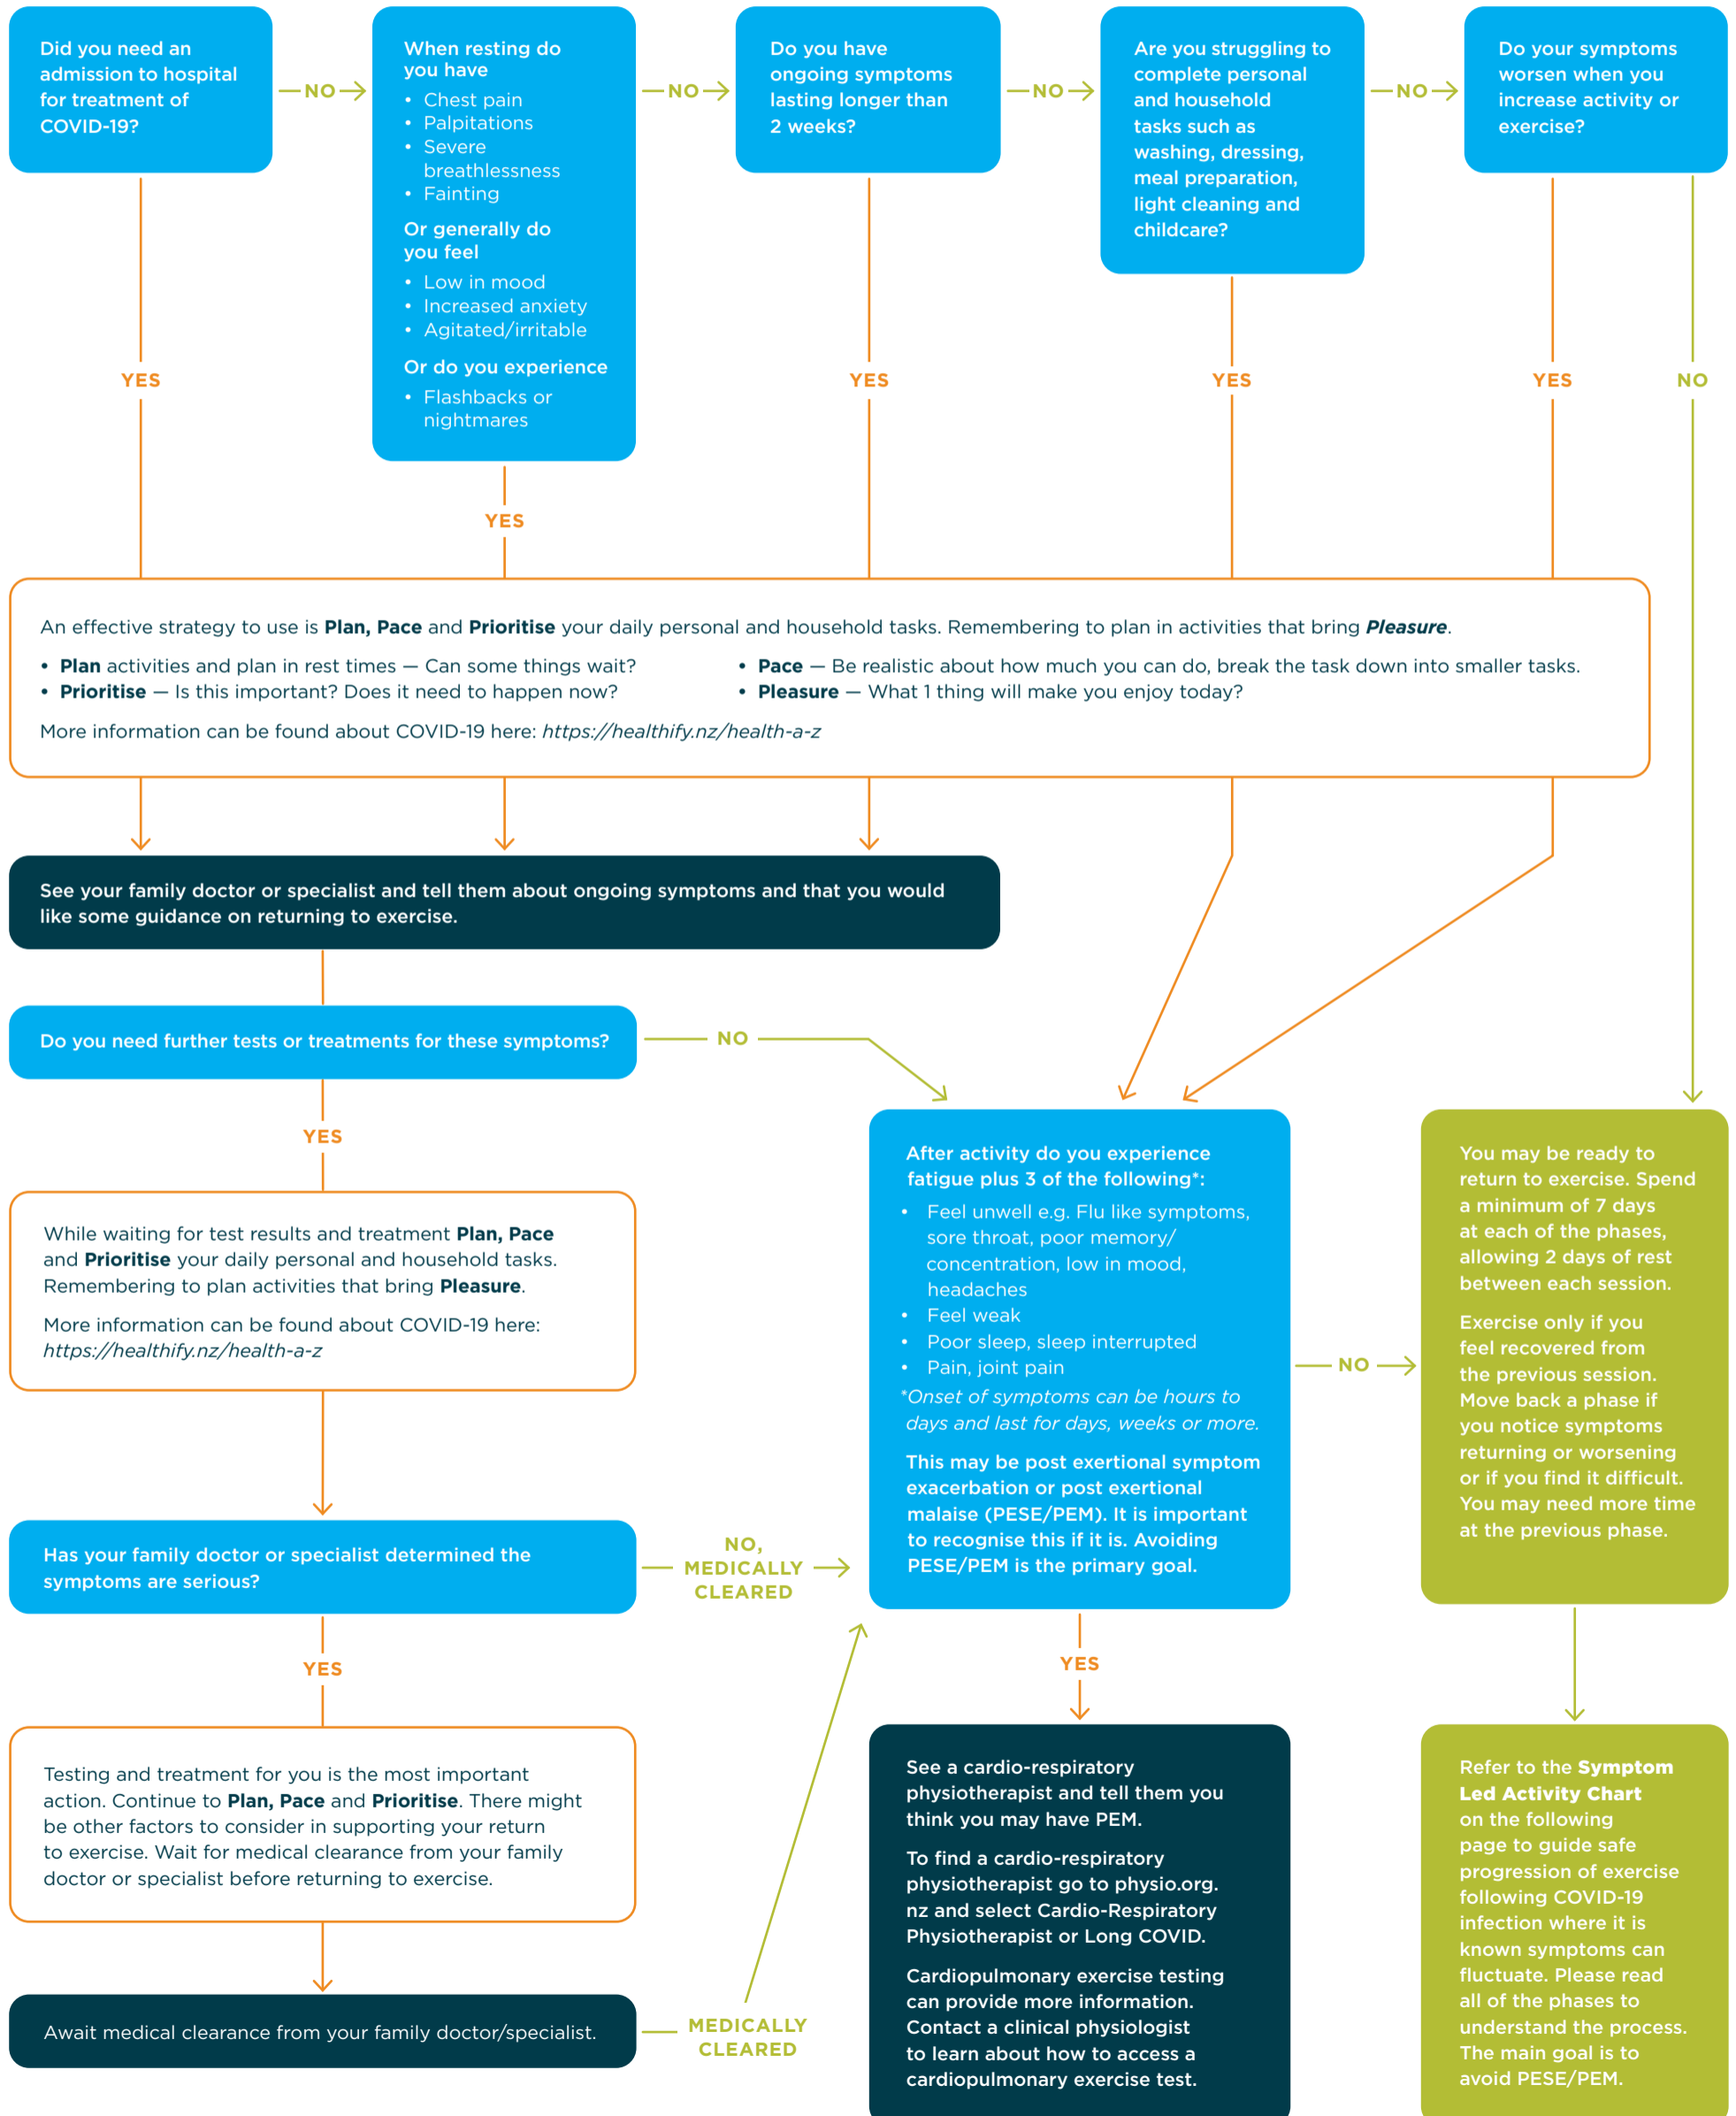 Did you need an
admission to hospital
for treatment of
COVID-19?
NO
When resting do
you have
• Chest pain
• Palpitations
• Severe
breathlessness
• Fainting
Or generally do
you feel
• Low in mood
• Increased anxiety
• Agitated/irritable
Or do you experience
• Flashbacks or
nightmares
NO
Do you have
ongoing symptoms
lasting longer than
2 weeks?
NO
Are you struggling to
complete personal
and household
tasks such as
washing, dressing,
meal preparation,
light cleaning and
childcare?
NO
Do your symptoms
worsen when you
increase activity or
exercise?
YES
YES
YES
YES
YES
NO
An effective strategy to use is Plan, Pace and Prioritise your daily personal and household tasks. Remembering to plan in activities that bring Pleasure.
• Plan activities and plan in rest times — Can some things wait?
• Prioritise — Is this important? Does it need to happen now?
• Pace — Be realistic about how much you can do, break the task down into smaller tasks.
• Pleasure — What 1 thing will make you enjoy today?
More information can be found about COVID-19 here: https://healthify.nz/health-a-z
See your family doctor or specialist and tell them about ongoing symptoms and that you would
like some guidance on returning to exercise.
Do you need further tests or treatments for these symptoms?
NO
YES
While waiting for test results and treatment Plan, Pace
and Prioritise your daily personal and household tasks.
Remembering to plan activities that bring Pleasure.
More information can be found about COVID-19 here:
https://healthify.nz/health-a-z
Has your family doctor or specialist determined the
symptoms are serious?
NO,
MEDICALLY
CLEARED
YES
Testing and treatment for you is the most important
action. Continue to Plan, Pace and Prioritise. There might
be other factors to consider in supporting your return
to exercise. Wait for medical clearance from your family
doctor or specialist before returning to exercise.
Await medical clearance from your family doctor/specialist.
MEDICALLY
CLEARED
After activity do you experience
fatigue plus 3 of the following*:
• Feel unwell e.g. Flu like symptoms,
sore throat, poor memory/
concentration, low in mood,
headaches
• Feel weak
• Poor sleep, sleep interrupted
• Pain, joint pain
*Onset of symptoms can be hours to
days and last for days, weeks or more.
This may be post exertional symptom
exacerbation or post exertional
malaise (PESE/PEM). It is important
to recognise this if it is. Avoiding
PESE/PEM is the primary goal.
NO
YES
See a cardio-respiratory
physiotherapist and tell them you
think you may have PEM.
To find a cardio-respiratory
physiotherapist go to physio.org.
nz and select Cardio-Respiratory
Physiotherapist or Long COVID.
Cardiopulmonary exercise testing
can provide more information.
Contact a clinical physiologist
to learn about how to access a
cardiopulmonary exercise test.
You may be ready to
return to exercise. Spend
a minimum of 7 days
at each of the phases,
allowing 2 days of rest
between each session.
Exercise only if you
feel recovered from
the previous session.
Move back a phase if
you notice symptoms
returning or worsening
or if you find it difficult.
You may need more time
at the previous phase.
Refer to the Symptom
Led Activity Chart
on the following
page to guide safe
progression of exercise
following COVID-19
infection where it is
known symptoms can
fluctuate. Please read
all of the phases to
understand the process.
The main goal is to
avoid PESE/PEM.